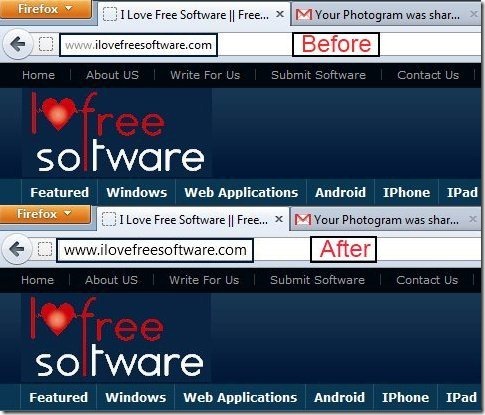 Firefox I Love Free Software || Free... Your Photogram was shar...
www.ilovefreesoftware.com Before
Home About US Write For Us Submit Software Contact Us
I free
software
Featured Windows Web Applications Android IPhone IPad
Firefox I Love Free Software || Free... Your Photogram was shar...
www.ilovefreesoftware.com After
Home About US Write For Us Submit Software Contact Us
I free
software
Featured Windows Web Applications Android IPhone IPad